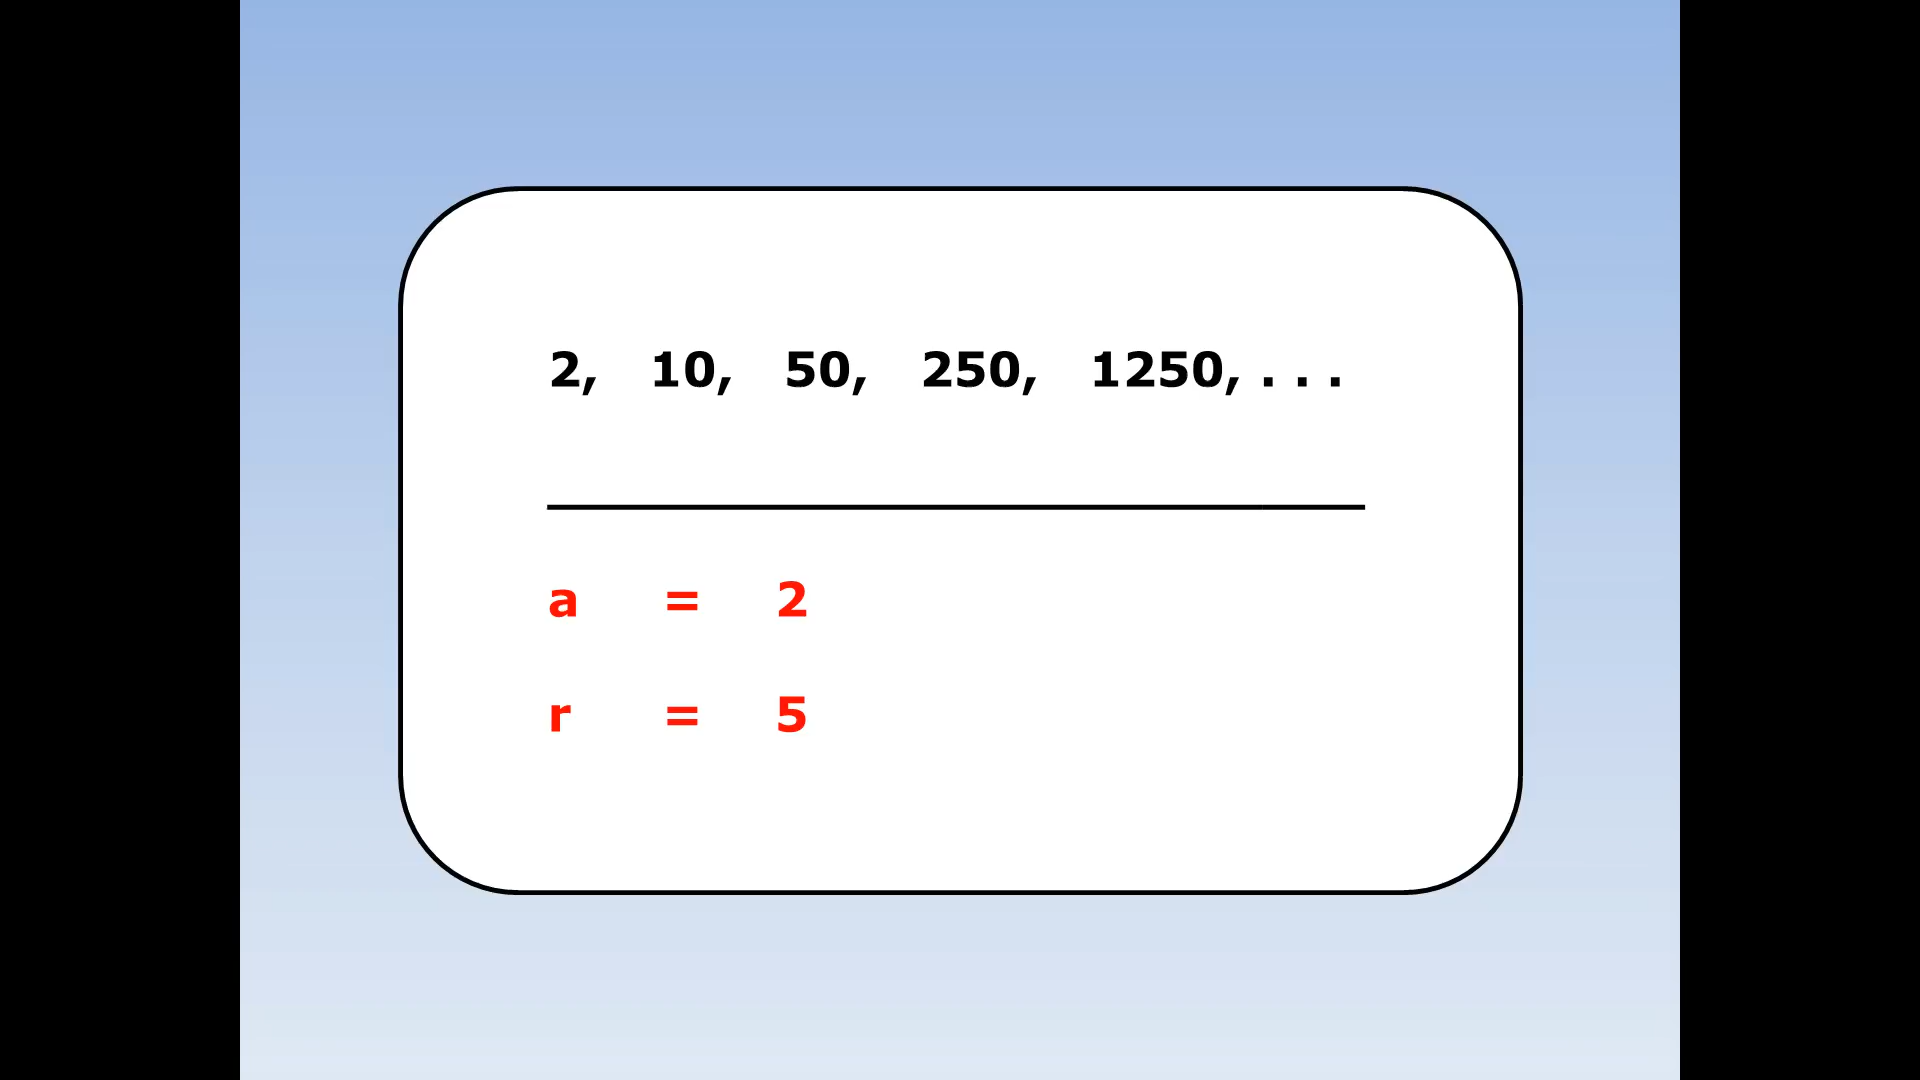 2, 10, 50, 250, 1250, . . .
a = 2
r = 5